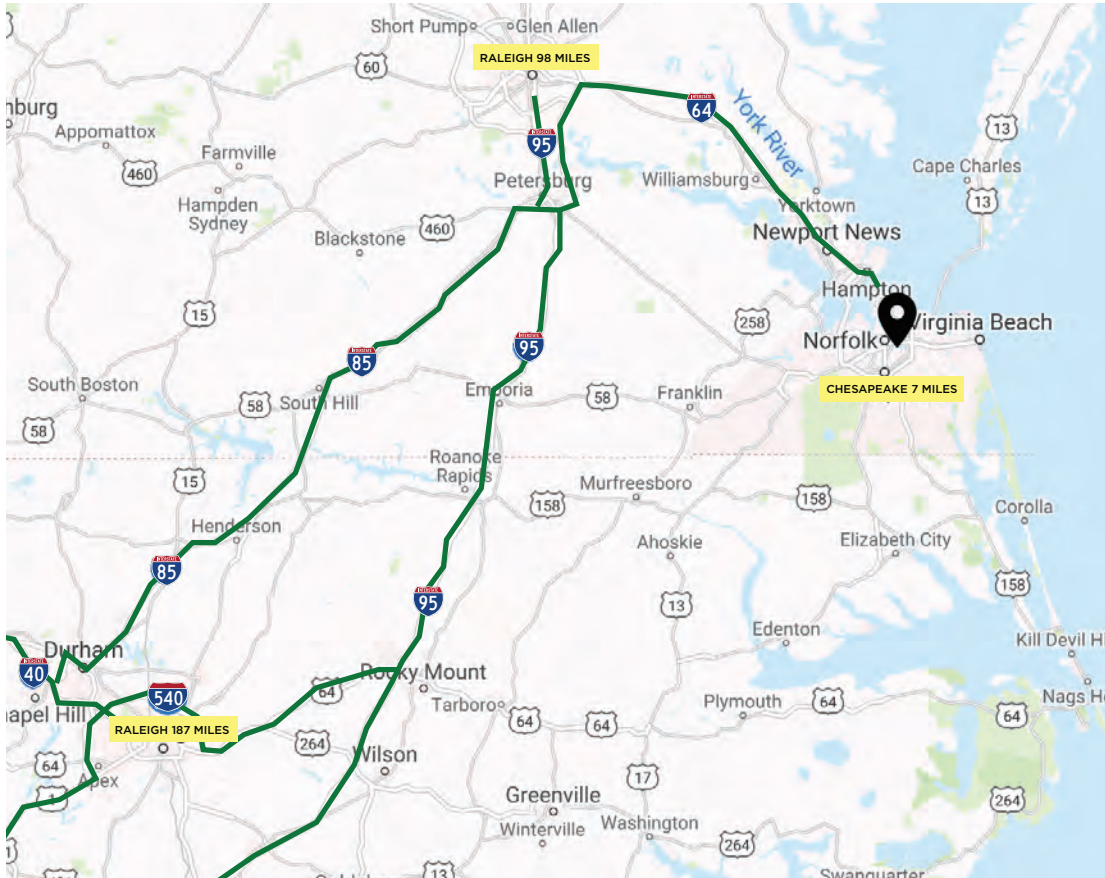 Short Pump
Glen Allen
RALEIGH 98 MILES
60
64
York River
13
95
Appomattox
460
Farmville
Cape Charles
Petersburg
Williamsburg
13
Hampden
Sydney
Yorktown
460
Blackstone
Newport News
Hampton
15
258
95
Norfolk
Virginia Beach
85
South Boston
Emporia
Franklin
CHESAPEAKE 7 MILES
58
South Hill
58
58
Roanoke
Rapids
15
Murfreesboro
158
158
Corolla
Henderson
Ahoskie
Elizabeth City
85
95
158
13
Edenton
Kill Devil
Durham
40
Rocky Mount
540
64
Tarboro
Plymouth
64
Nags
RALEIGH 187 MILES
64
64
64
264
Wilson
64
Apex
17
1
Greenville
264
Winterville
Washington
264
13
Swanquarter